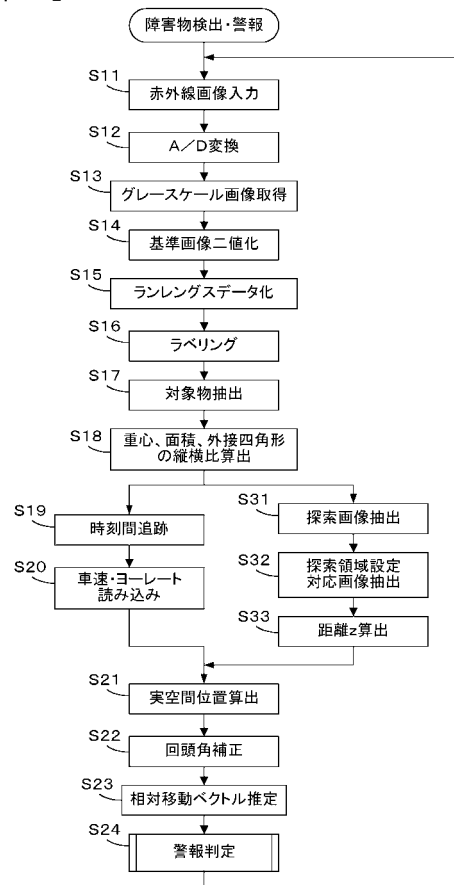 障害物検出・警報
S11
赤外線画像入力
S12
A/D変換
S13
グレースケール画像取得
S14
基準画像二値化
S15
ランレングスデータ化
S16
ラベリング
S17
対象物抽出
S18
重心、面積、外接四角形
の縦横比算出
S19
時刻間追跡
S20
車速・ヨーレート
読み込み
S31
探索画像抽出
S32
探索領域設定
対応画像抽出
S33
距離z算出
S21
実空間位置算出
S22
回頭角補正
S23
相対移動ベクトル推定
S24
警報判定